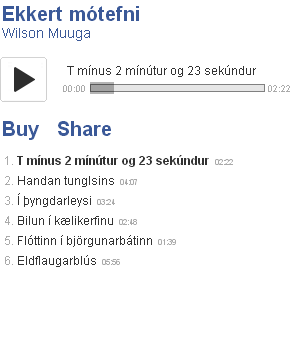 Ekkert mótefni
Wilson Muuga
T mínus 2 mínútur og 23 sekúndur
00:00 02:22
Buy Share
1. T mínus 2 mínútur og 23 sekúndur 02:22
2. Handan tunglsins 04:07
3. Í þyngdarleysi 03:24
4. Bilun í kælikerfinu 02:48
5. Flóttinn í björgunarbátinn 01:39
6. Eldflaugarblús 05:56